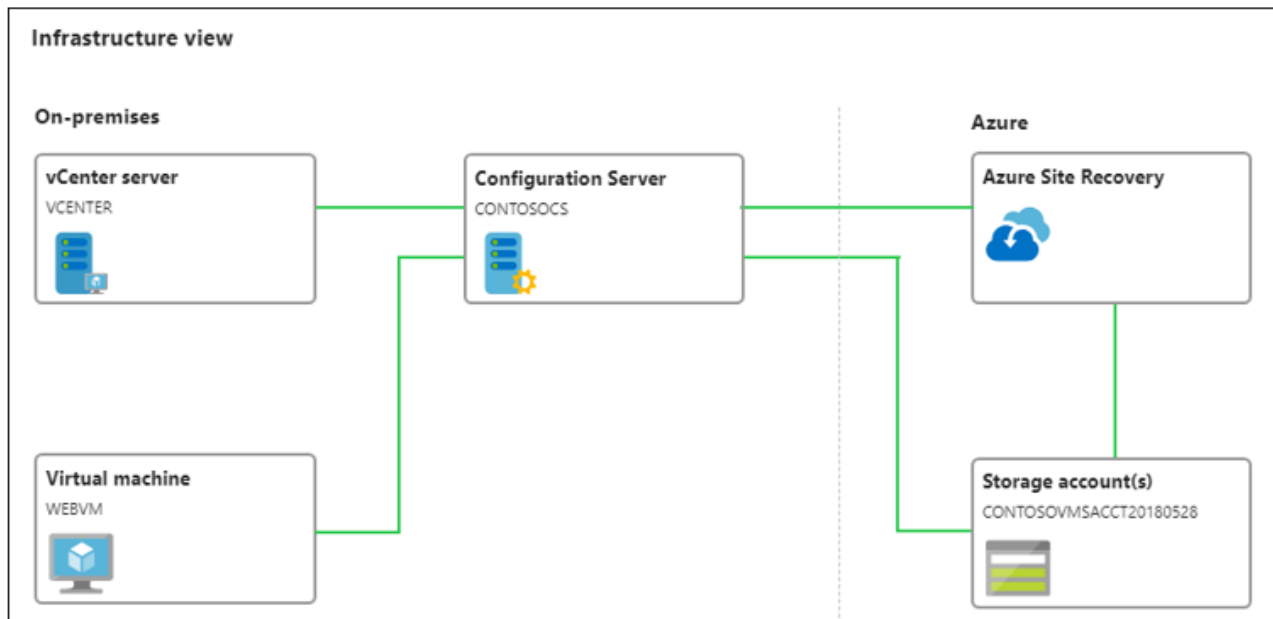 Infrastructure view
On-premises
Azure
vCenter server
VCENTER
Configuration Server
CONTOSOCS
Azure Site Recovery
Virtual machine
WEBVM
Storage account(s)
CONTOSOVMSACCT20180528